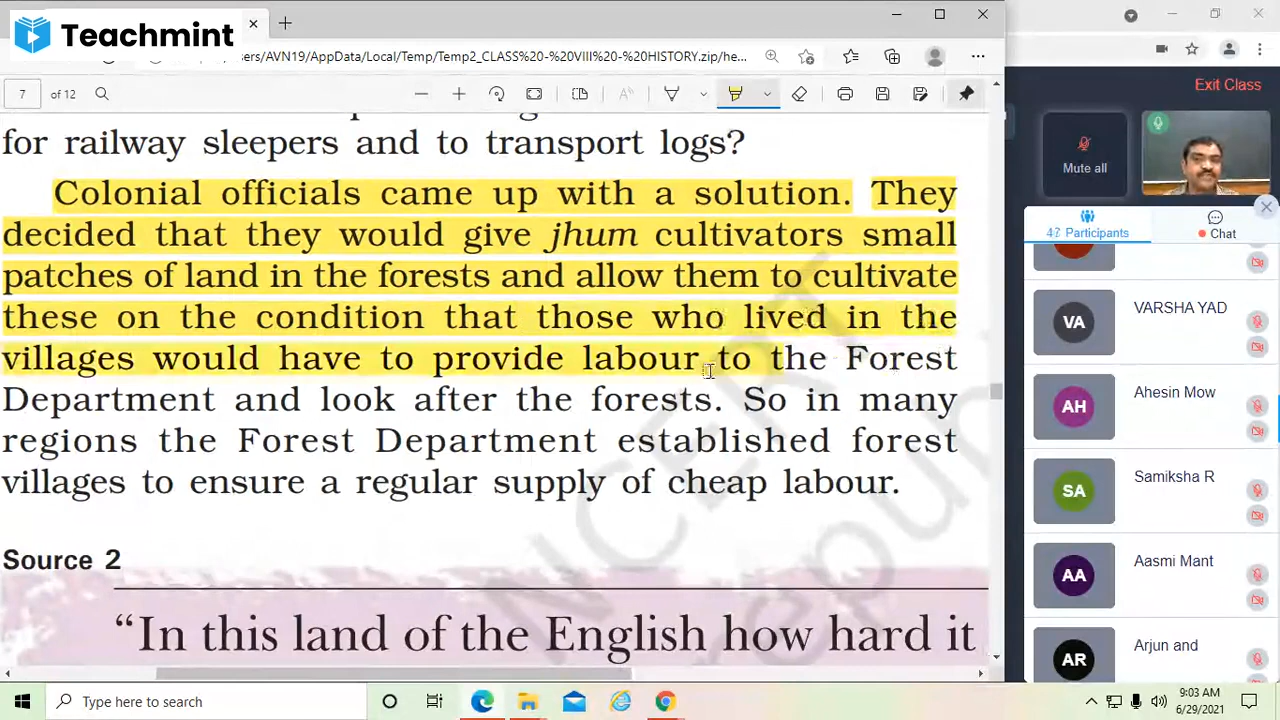 Teachmint
ers/AVN19/AppData/Local/Temp/Temp2_CLASS%20-%20VIII%20-%20HISTORY.zip/he...
7 of 12
Exit Class
Mute all
for railway sleepers and to transport logs?
Colonial officials came up with a solution. They
decided that they would give jhum cultivators small
patches of land in the forests and allow them to cultivate
these on the condition that those who lived in the
villages would have to provide labour to the Forest
Department and look after the forests. So in many
regions the Forest Department established forest
villages to ensure a regular supply of cheap labour.
Source 2
“In this land of the English how hard it
NCERT
Participants
Chat
VA VARSHA YAD
AH Ahesin Mow
SA Samiksha R
AA Aasmi Mant
AR Arjun and
Type here to search
9:03 AM
6/29/2021